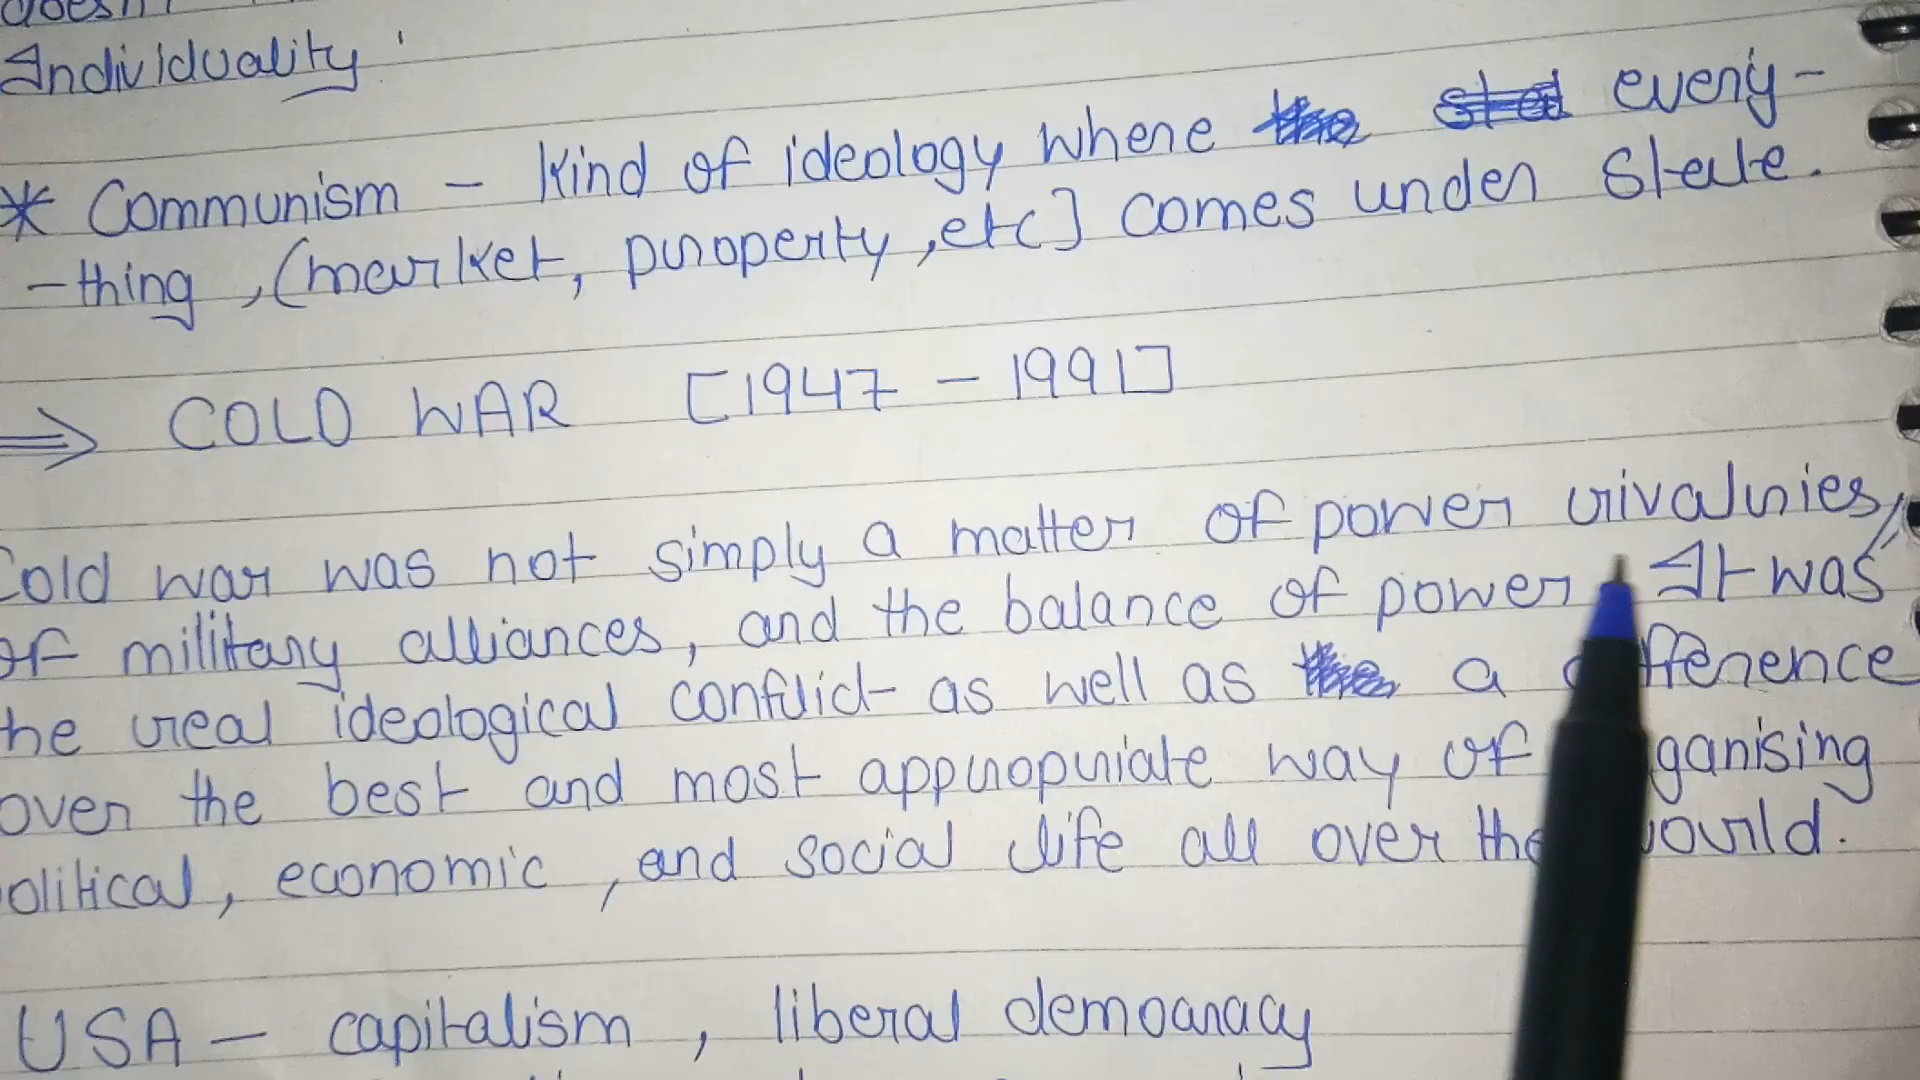 Individuality
* Communism - kind of ideology where every-
-thing, (market, property, etc] comes under state.
⇒ COLD WAR [1947 - 1991]
Cold war was not simply a matter of power rivalries,
of military alliances, and the balance of power. It was
the real ideological conflict as well as a difference
over the best and most appropriate way of organising
political, economic, and social life all over the world.
USA - capitalism, liberal democracy